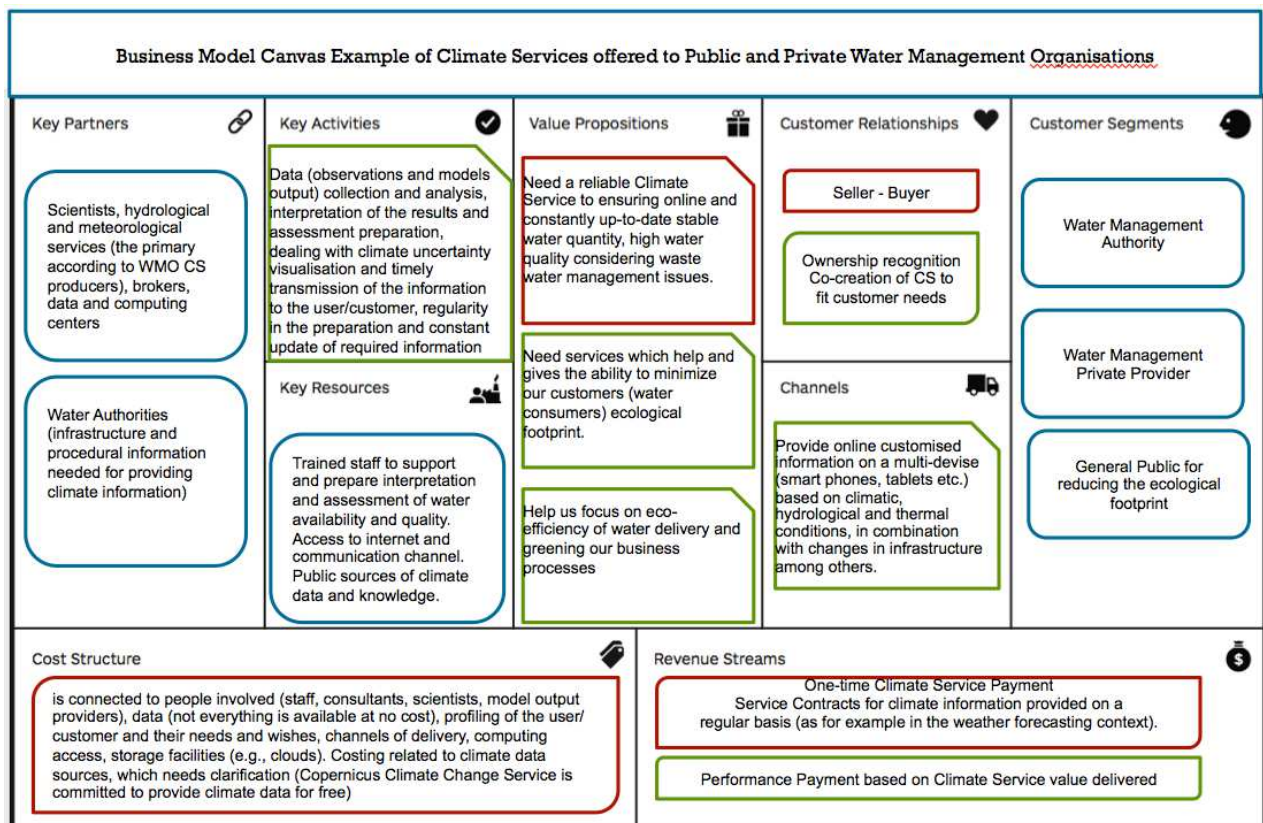 Business Model Canvas Example of Climate Services offered to Public and Private Water Management Organisations
Key Partners
Scientists, hydrological
and meteorological
services (the primary
according to WMO CS
producers), brokers,
data and computing
centers
Water Authorities
(infrastructure and
procedural information
needed for providing
climate information)
Key Activities
Data (observations and models
output) collection and analysis,
interpretation of the results and
assessment preparation,
dealing with climate uncertainty
visualisation and timely
transmission of the information
to the user/customer, regularity
in the preparation and constant
update of required information
Key Resources
Trained staff to support
and prepare interpretation
and assessment of water
availability and quality.
Access to internet and
communication channel.
Public sources of climate
data and knowledge.
Value Propositions
Need a reliable Climate
Service to ensuring online and
constantly up-to-date stable
water quantity, high water
quality considering waste
water management issues.
Need services which help and
gives the ability to minimize
our customers (water
consumers) ecological
footprint.
Help us focus on eco-
efficiency of water delivery and
greening our business
processes
Customer Relationships
Seller - Buyer
Ownership recognition
Co-creation of CS to
fit customer needs
Channels
Provide online customised
information on a multi-devise
(smart phones, tablets etc.)
based on climatic,
hydrological and thermal
conditions, in combination
with changes in infrastructure
among others.
Customer Segments
Water Management
Authority
Water Management
Private Provider
General Public for
reducing the ecological
footprint
Cost Structure
is connected to people involved (staff, consultants, scientists, model output
providers), data (not everything is available at no cost), profiling of the user/
customer and their needs and wishes, channels of delivery, computing
access, storage facilities (e.g., clouds). Costing related to climate data
sources, which needs clarification (Copernicus Climate Change Service is
committed to provide climate data for free)
Revenue Streams
$
One-time Climate Service Payment
Service Contracts for climate information provided on a
regular basis (as for example in the weather forecasting context).
Performance Payment based on Climate Service value delivered